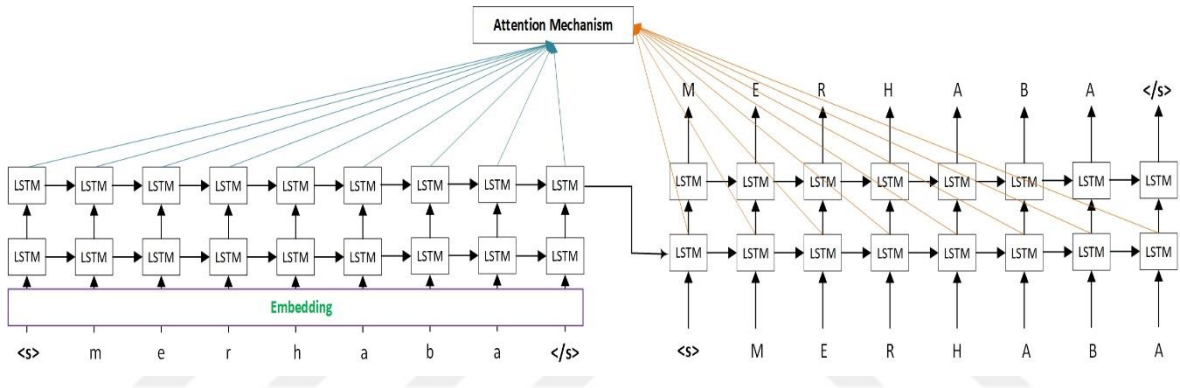 Attention Mechanism
M E R H A B A </s>
LSTM LSTM LSTM LSTM LSTM LSTM LSTM LSTM LSTM LSTM LSTM LSTM LSTM LSTM LSTM LSTM LSTM
LSTM LSTM LSTM LSTM LSTM LSTM LSTM LSTM LSTM LSTM LSTM LSTM LSTM LSTM LSTM LSTM LSTM
Embedding
<s> m e r h a b a </s> <s> M E R H A B A